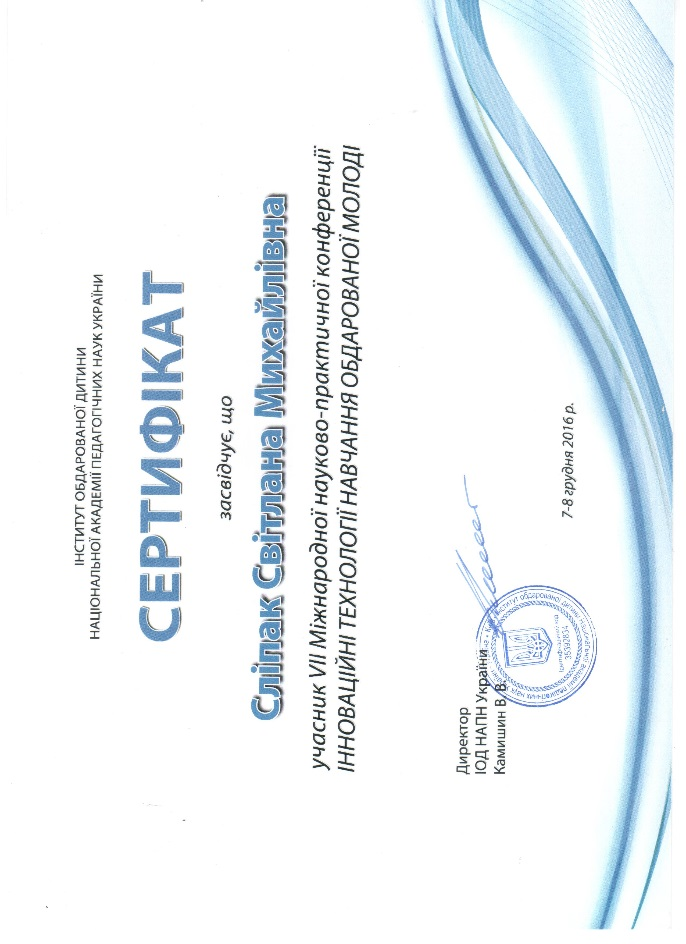 ІНСТИТУТ ОБДАРОВАНОЇ ДИТИНИ
НАЦІОНАЛЬНОЇ АКАДЕМІЇ ПЕДАГОГІЧНИХ НАУК УКРАЇНИ
СЕРТИФІКАТ
засвідчує, що
Сліпак Світлана Михайлівна
учасник VII Міжнародної науково-практичної конференції
ІННОВАЦІЙНІ ТЕХНОЛОГІЇ НАВЧАННЯ ОБДАРОВАНОЇ МОЛОДІ
Директор
ІОД НАПН України
Камишин В. В.
7-8 грудня 2016 р.